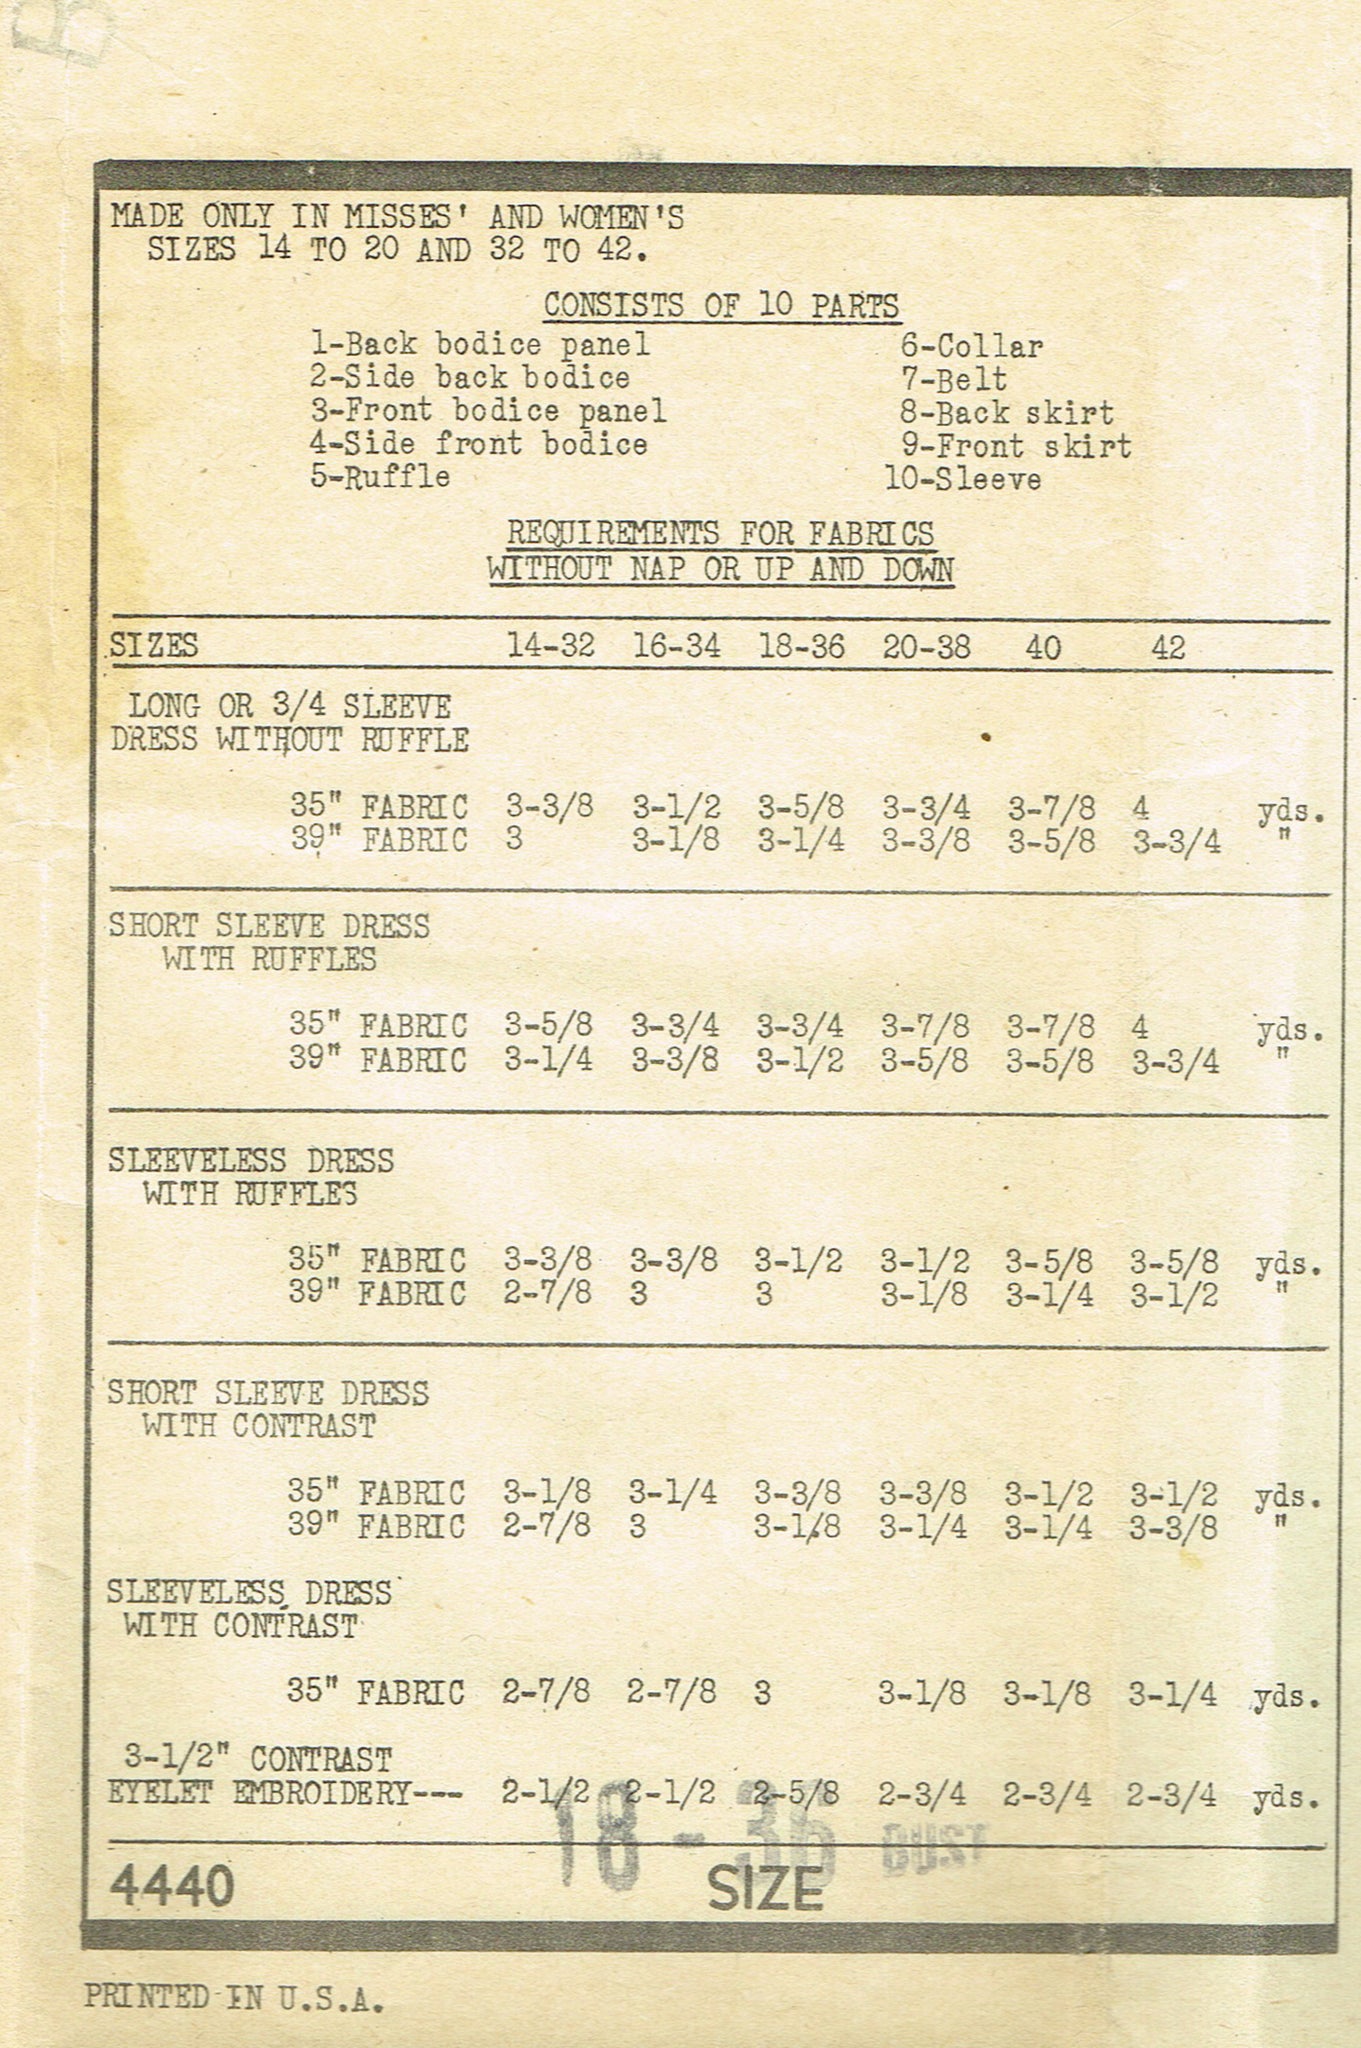 MADE ONLY IN MISSES' AND WOMEN'S
SIZES 14 TO 20 AND 32 TO 42.
CONSISTS OF 10 PARTS
1-Back bodice panel 6-Collar
2-Side back bodice 7-Belt
3-Front bodice panel 8-Back skirt
4-Side front bodice 9-Front skirt
5-Ruffle 10-Sleeve
REQUIREMENTS FOR FABRICS
WITHOUT NAP OR UP AND DOWN
SIZES 14-32 16-34 18-36 20-38 40 42
LONG OR 3/4 SLEEVE
DRESS WITHOUT RUFFLE
35" FABRIC 3-3/8 3-1/2 3-5/8 3-3/4 3-7/8 4 yds.
39" FABRIC 3 3-1/8 3-1/4 3-3/8 3-5/8 3-3/4 "
SHORT SLEEVE DRESS
WITH RUFFLES
35" FABRIC 3-5/8 3-3/4 3-3/4 3-7/8 3-7/8 4 yds.
39" FABRIC 3-1/4 3-3/8 3-1/2 3-5/8 3-5/8 3-3/4 "
SLEEVELESS DRESS
WITH RUFFLES
35" FABRIC 3-3/8 3-3/8 3-1/2 3-1/2 3-5/8 3-5/8 yds.
39" FABRIC 2-7/8 3 3 3-1/8 3-1/4 3-1/2 "
SHORT SLEEVE DRESS
WITH CONTRAST
35" FABRIC 3-1/8 3-1/4 3-3/8 3-3/8 3-1/2 3-1/2 yds.
39" FABRIC 2-7/8 3 3-1/8 3-1/4 3-1/4 3-3/8 "
SLEEVELESS DRESS
WITH CONTRAST
35" FABRIC 2-7/8 2-7/8 3 3-1/8 3-1/8 3-1/4 yds.
3-1/2" CONTRAST
EYELET EMBROIDERY--- 2-1/2 2-1/2 2-5/8 2-3/4 2-3/4 2-3/4 yds.
18-36 BUST
4440 SIZE
PRINTED IN U.S.A.